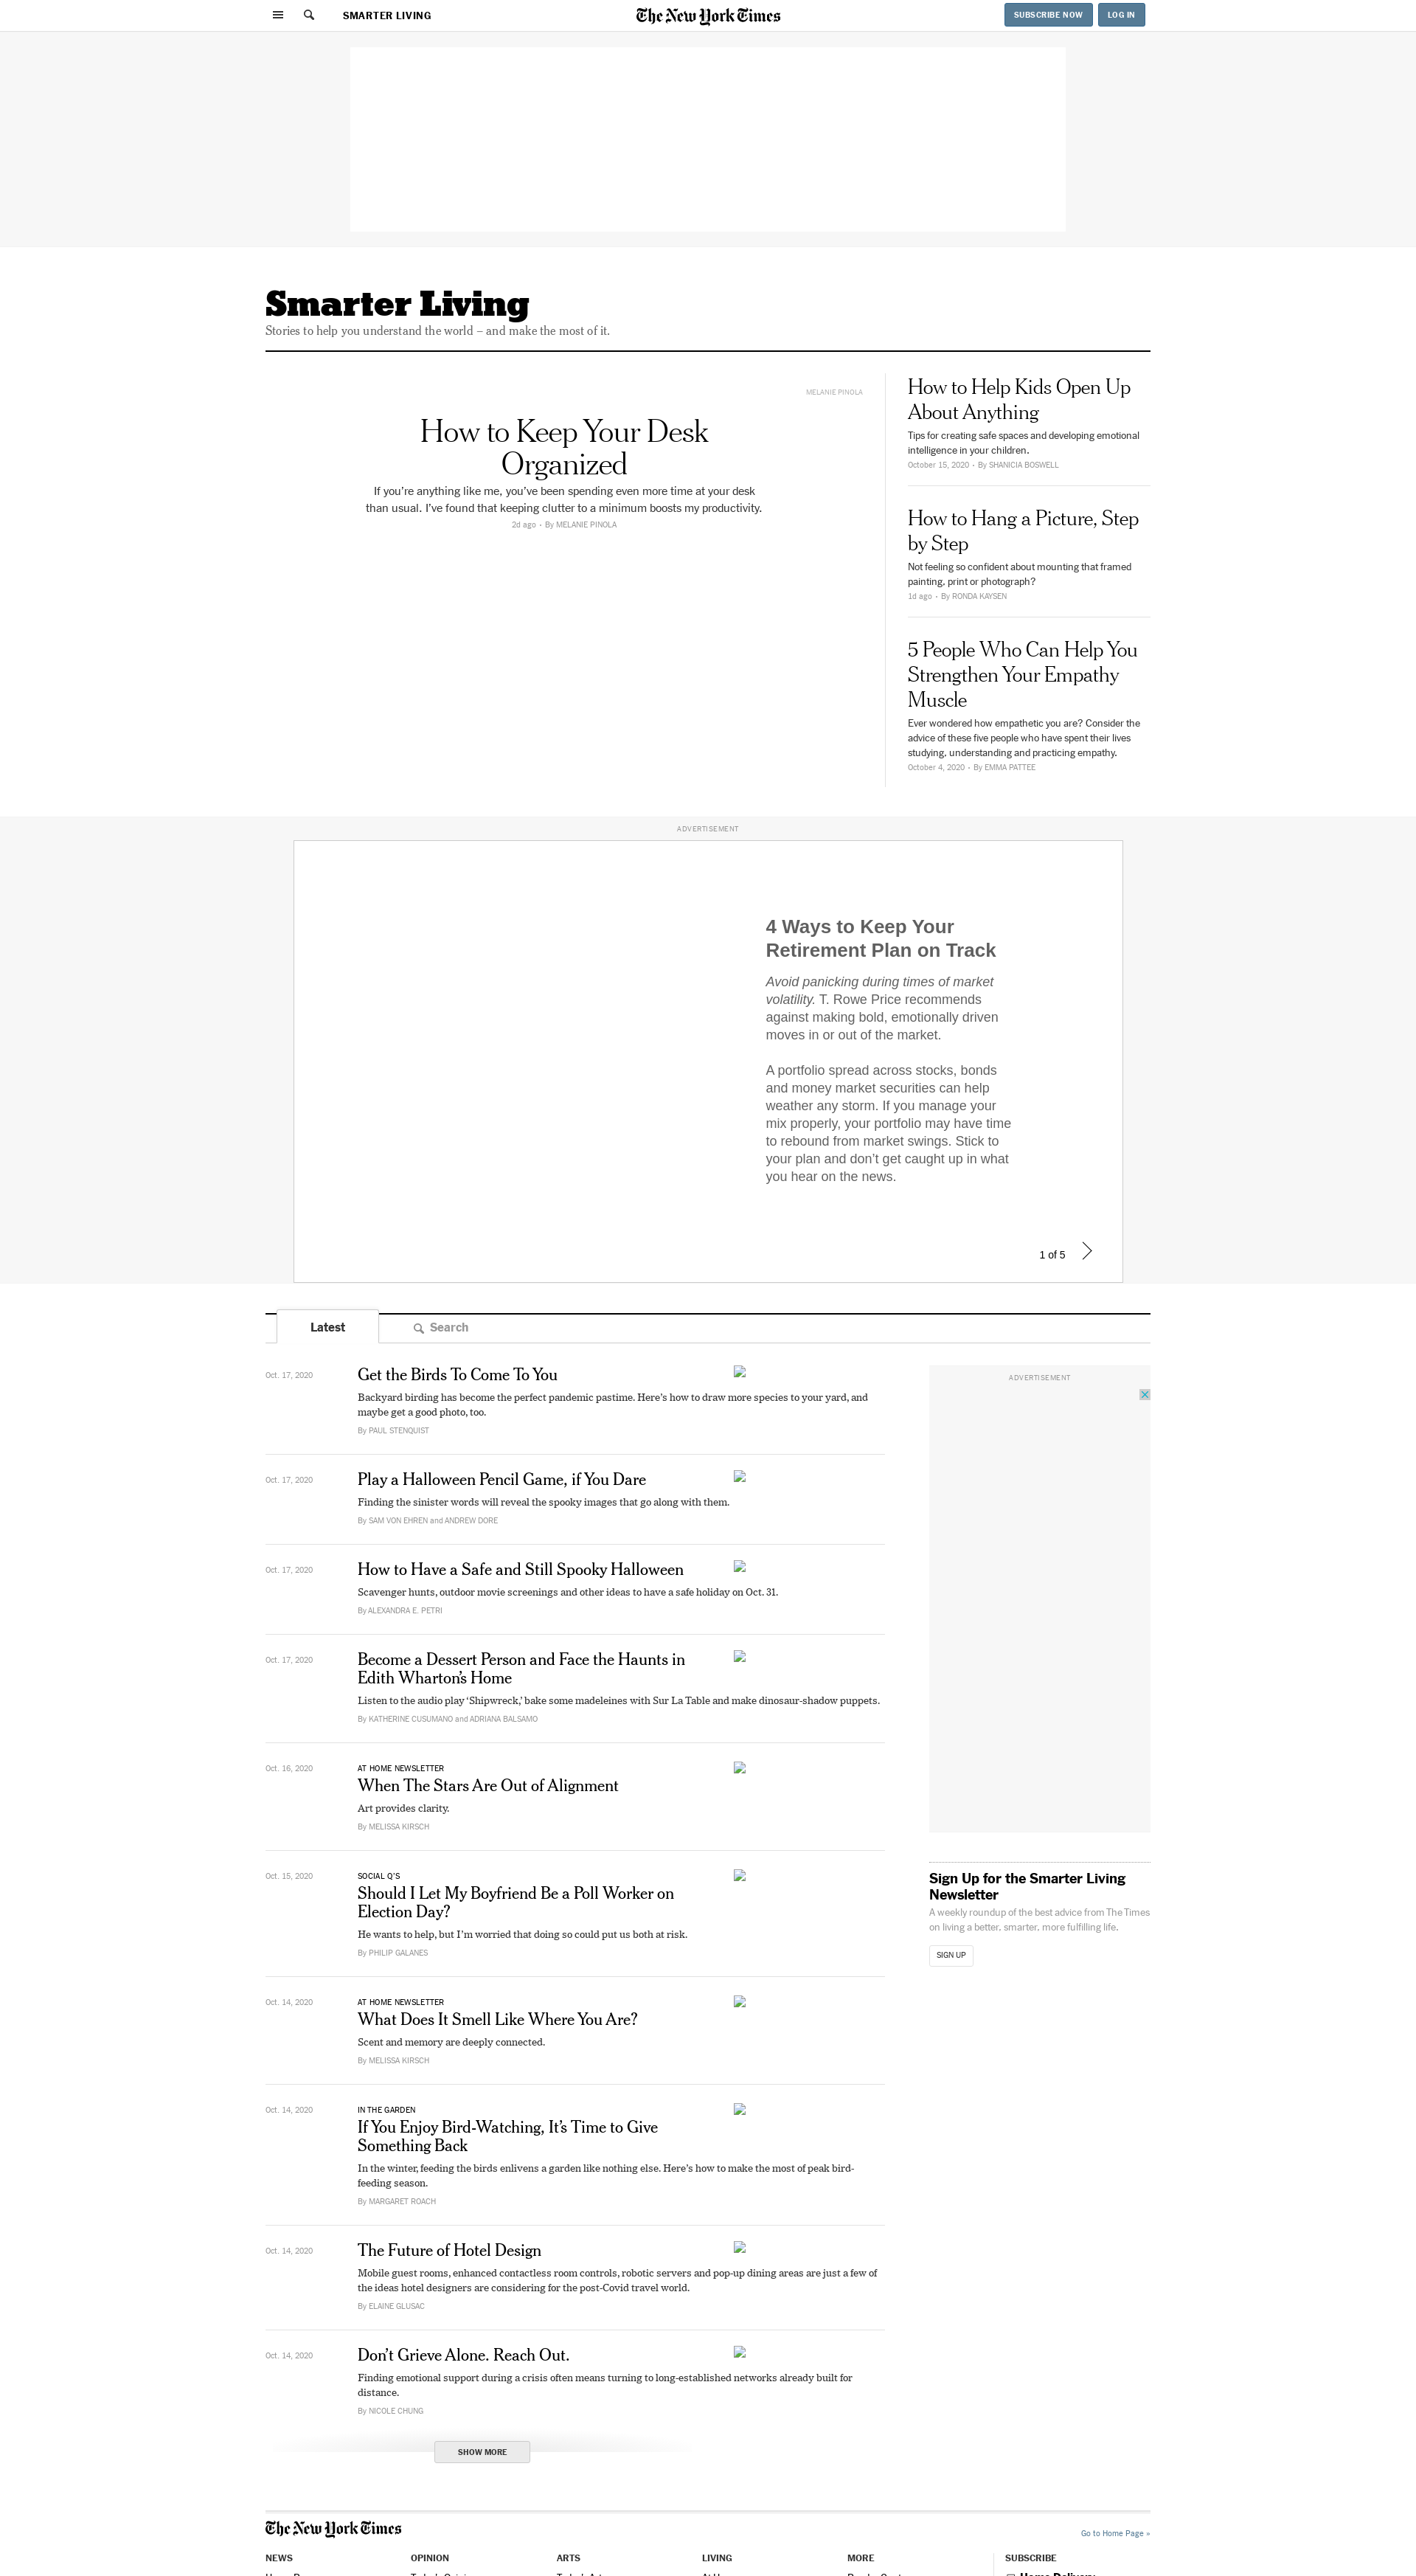 SMARTER LIVING
The New York Times
SUBSCRIBE NOW
LOG IN
Smarter Living
Stories to help you understand the world – and make the most of it.
MELANIE PINOLA
How to Keep Your Desk
Organized
If you’re anything like me, you’ve been spending even more time at your desk
than usual. I’ve found that keeping clutter to a minimum boosts my productivity.
2d ago • By MELANIE PINOLA
How to Help Kids Open Up
About Anything
Tips for creating safe spaces and developing emotional
intelligence in your children.
October 15, 2020 • By SHANICIA BOSWELL
How to Hang a Picture, Step
by Step
Not feeling so confident about mounting that framed
painting, print or photograph?
1d ago • By RONDA KAYSEN
5 People Who Can Help You
Strengthen Your Empathy
Muscle
Ever wondered how empathetic you are? Consider the
advice of these five people who have spent their lives
studying, understanding and practicing empathy.
October 4, 2020 • By EMMA PATTEE
ADVERTISEMENT
4 Ways to Keep Your
Retirement Plan on Track
Avoid panicking during times of market
volatility. T. Rowe Price recommends
against making bold, emotionally driven
moves in or out of the market.
A portfolio spread across stocks, bonds
and money market securities can help
weather any storm. If you manage your
mix properly, your portfolio may have time
to rebound from market swings. Stick to
your plan and don’t get caught up in what
you hear on the news.
1 of 5
Latest
Search
Oct. 17, 2020
Get the Birds To Come To You
Backyard birding has become the perfect pandemic pastime. Here’s how to draw more species to your yard, and
maybe get a good photo, too.
By PAUL STENQUIST
Oct. 17, 2020
Play a Halloween Pencil Game, if You Dare
Finding the sinister words will reveal the spooky images that go along with them.
By SAM VON EHREN and ANDREW DORE
Oct. 17, 2020
How to Have a Safe and Still Spooky Halloween
Scavenger hunts, outdoor movie screenings and other ideas to have a safe holiday on Oct. 31.
By ALEXANDRA E. PETRI
Oct. 17, 2020
Become a Dessert Person and Face the Haunts in
Edith Wharton’s Home
Listen to the audio play ‘Shipwreck,’ bake some madeleines with Sur La Table and make dinosaur-shadow puppets.
By KATHERINE CUSUMANO and ADRIANA BALSAMO
Oct. 16, 2020
AT HOME NEWSLETTER
When The Stars Are Out of Alignment
Art provides clarity.
By MELISSA KIRSCH
Oct. 15, 2020
SOCIAL Q’S
Should I Let My Boyfriend Be a Poll Worker on
Election Day?
He wants to help, but I’m worried that doing so could put us both at risk.
By PHILIP GALANES
Oct. 14, 2020
AT HOME NEWSLETTER
What Does It Smell Like Where You Are?
Scent and memory are deeply connected.
By MELISSA KIRSCH
Oct. 14, 2020
IN THE GARDEN
If You Enjoy Bird-Watching, It’s Time to Give
Something Back
In the winter, feeding the birds enlivens a garden like nothing else. Here’s how to make the most of peak bird-
feeding season.
By MARGARET ROACH
Oct. 14, 2020
The Future of Hotel Design
Mobile guest rooms, enhanced contactless room controls, robotic servers and pop-up dining areas are just a few of
the ideas hotel designers are considering for the post-Covid travel world.
By ELAINE GLUSAC
Oct. 14, 2020
Don’t Grieve Alone. Reach Out.
Finding emotional support during a crisis often means turning to long-established networks already built for
distance.
By NICOLE CHUNG
SHOW MORE
ADVERTISEMENT
Sign Up for the Smarter Living
Newsletter
A weekly roundup of the best advice from The Times
on living a better, smarter, more fulfilling life.
SIGN UP
The New York Times
Go to Home Page »
NEWS
OPINION
ARTS
LIVING
MORE
SUBSCRIBE